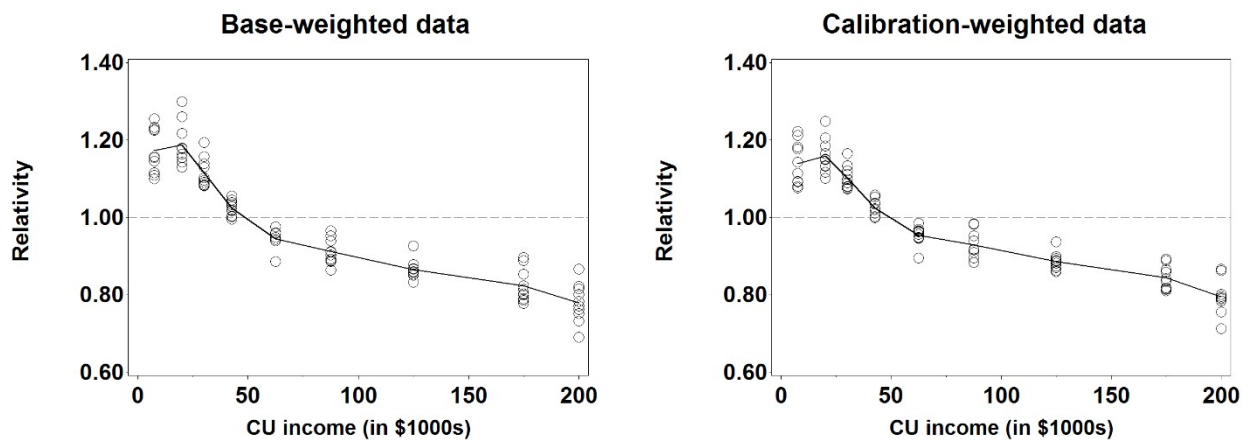 Base-weighted data
1.40
1.20
1.00
0.80
0.60
Relativity
0 50 100 150 200
CU income (in $1000s)
Calibration-weighted data
1.40
1.20
1.00
0.80
0.60
Relativity
0 50 100 150 200
CU income (in $1000s)